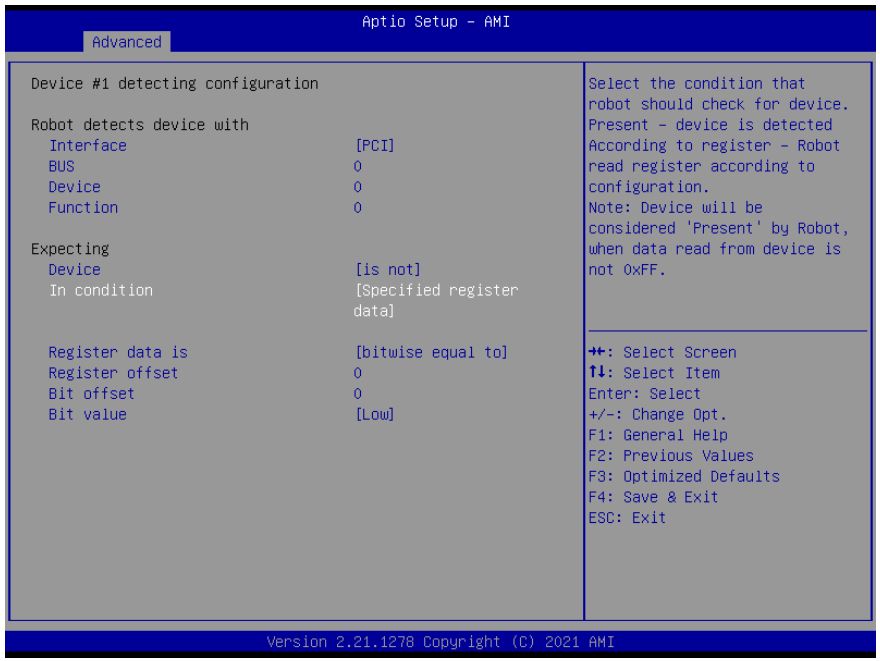 Aptio Setup – AMI
Advanced
Device #1 detecting configuration
Robot detects device with
Interface [PCI]
BUS 0
Device 0
Function 0
Expecting
Device [is not]
In condition [Specified register
data]
Register data is [bitwise equal to]
Register offset 0
Bit offset 0
Bit value [Low]
Select the condition that
robot should check for device.
Present – device is detected
According to register – Robot
read register according to
configuration.
Note: Device will be
considered 'Present' by Robot,
when data read from device is
not 0xFF.
→←: Select Screen
↑↓: Select Item
Enter: Select
+/-: Change Opt.
F1: General Help
F2: Previous Values
F3: Optimized Defaults
F4: Save & Exit
ESC: Exit
Version 2.21.1278 Copyright (C) 2021 AMI